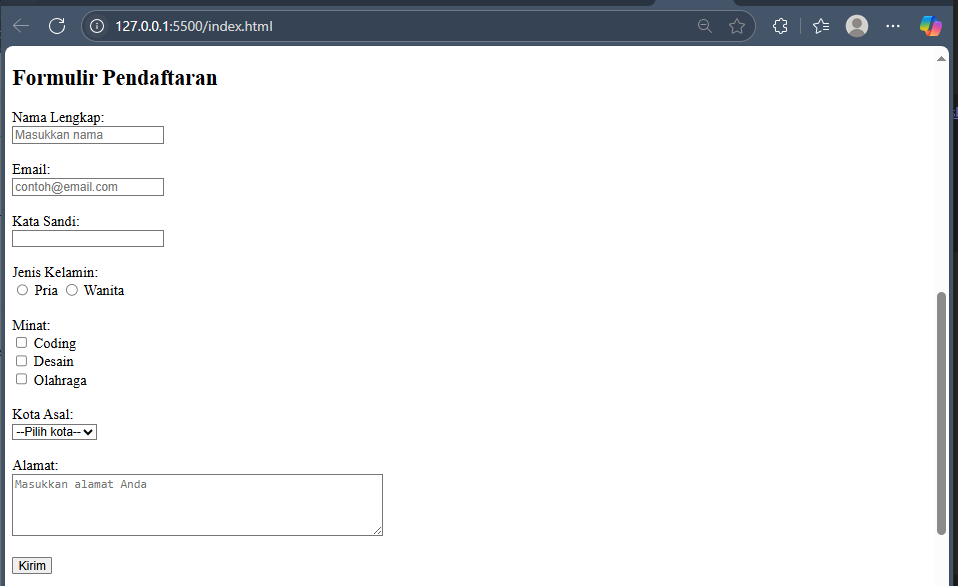 127.0.0.1:5500/index.html
Formulir Pendaftaran
Nama Lengkap:
Masukkan nama
Email:
contoh@email.com
Kata Sandi:
Jenis Kelamin:
Pria Wanita
Minat:
Coding
Desain
Olahraga
Kota Asal:
--Pilih kota--
Alamat:
Masukkan alamat Anda
Kirim